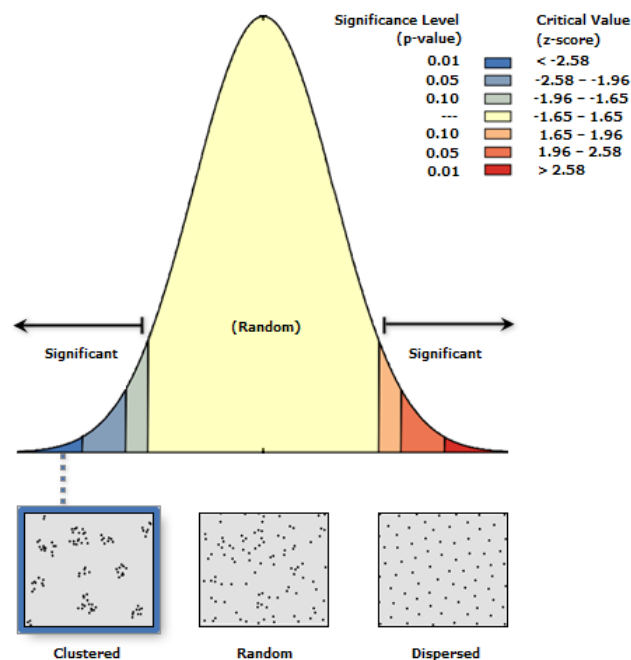 Significance Level
(p-value)
Critical Value
(z-score)
0.01 < -2.58
0.05 -2.58 – -1.96
0.10 -1.96 – -1.65
--- -1.65 – 1.65
0.10 1.65 – 1.96
0.05 1.96 – 2.58
0.01 > 2.58
(Random)
Significant Significant
Clustered Random Dispersed